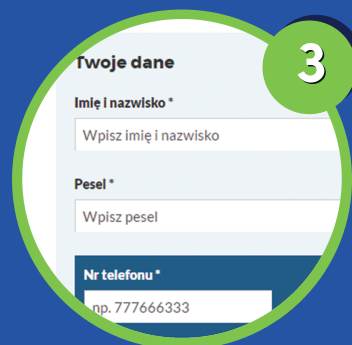 3
Twoje dane
Imię i nazwisko *
Wpisz imię i nazwisko
Pesel *
Wpisz pesel
Nr telefonu *
np. 777666333